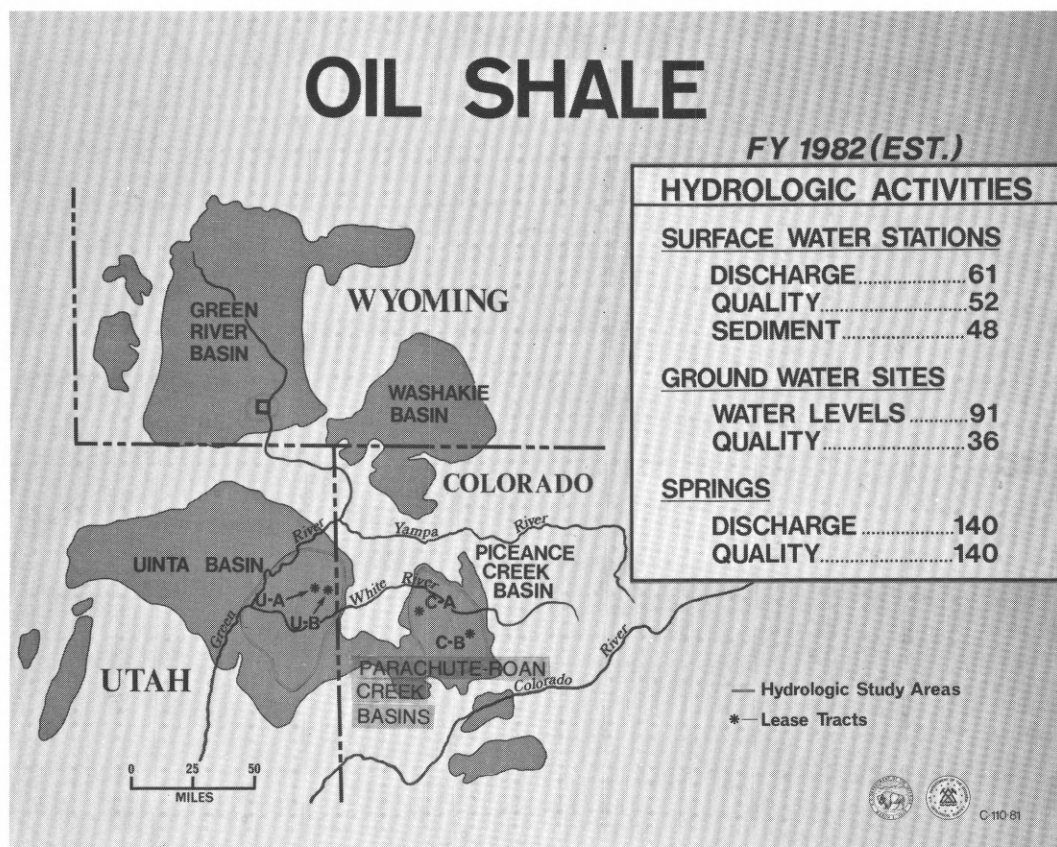 OIL SHALE
FY 1982 (EST.)
HYDROLOGIC ACTIVITIES
SURFACE WATER STATIONS
DISCHARGE..............61
QUALITY..................52
SEDIMENT...............48
GROUND WATER SITES
WATER LEVELS........91
QUALITY..................36
SPRINGS
DISCHARGE...........140
QUALITY................140
WYOMING
GREEN
RIVER
BASIN
WASHAKIE
BASIN
COLORADO
UINTA BASIN
River
Yampa River
PICEANCE
CREEK
BASIN
U-A
White River
C-A
U-B
Green
C-B
River
UTAH
PARACHUTE-ROAN
CREEK
BASINS
Colorado
Hydrologic Study Areas
*—Lease Tracts
0 25 50
MILES
C-110-81